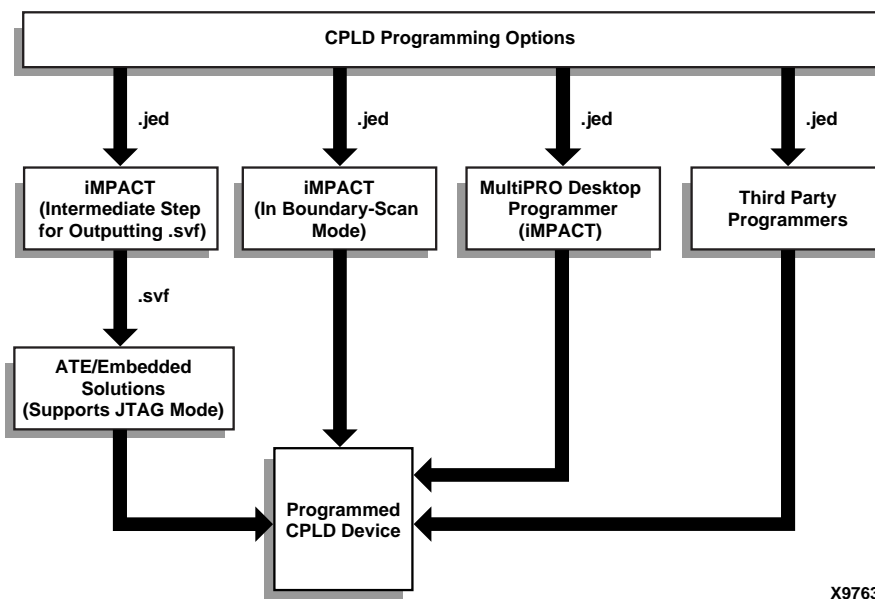 CPLD Programming Options
.jed
.jed
.jed
.jed
iMPACT
(Intermediate Step
for Outputting .svf)
iMPACT
(In Boundary-Scan
Mode)
MultiPRO Desktop
Programmer
(iMPACT)
Third Party
Programmers
.svf
ATE/Embedded
Solutions
(Supports JTAG Mode)
Programmed
CPLD Device
X9763